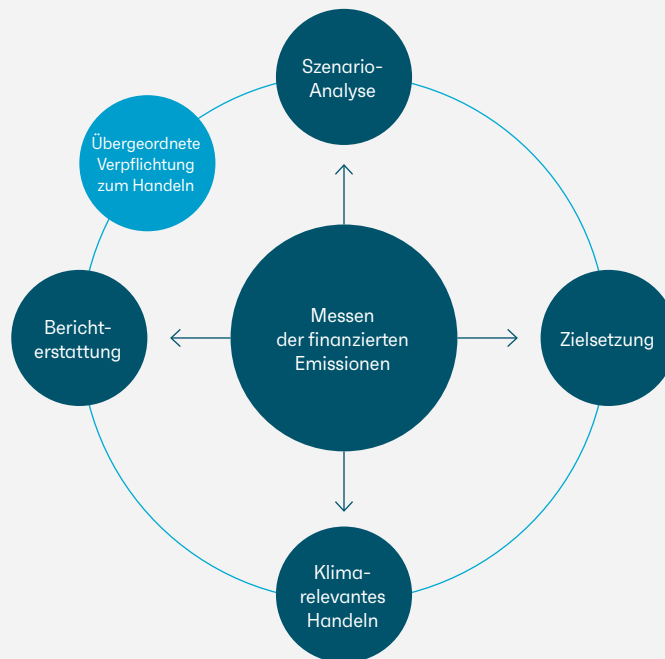 Szenario-
Analyse
Übergeordnete
Verpflichtung
zum Handeln
Messen
der finanzierten
Emissionen
Bericht-
erstattung
Zielsetzung
Klima-
relevantes
Handeln